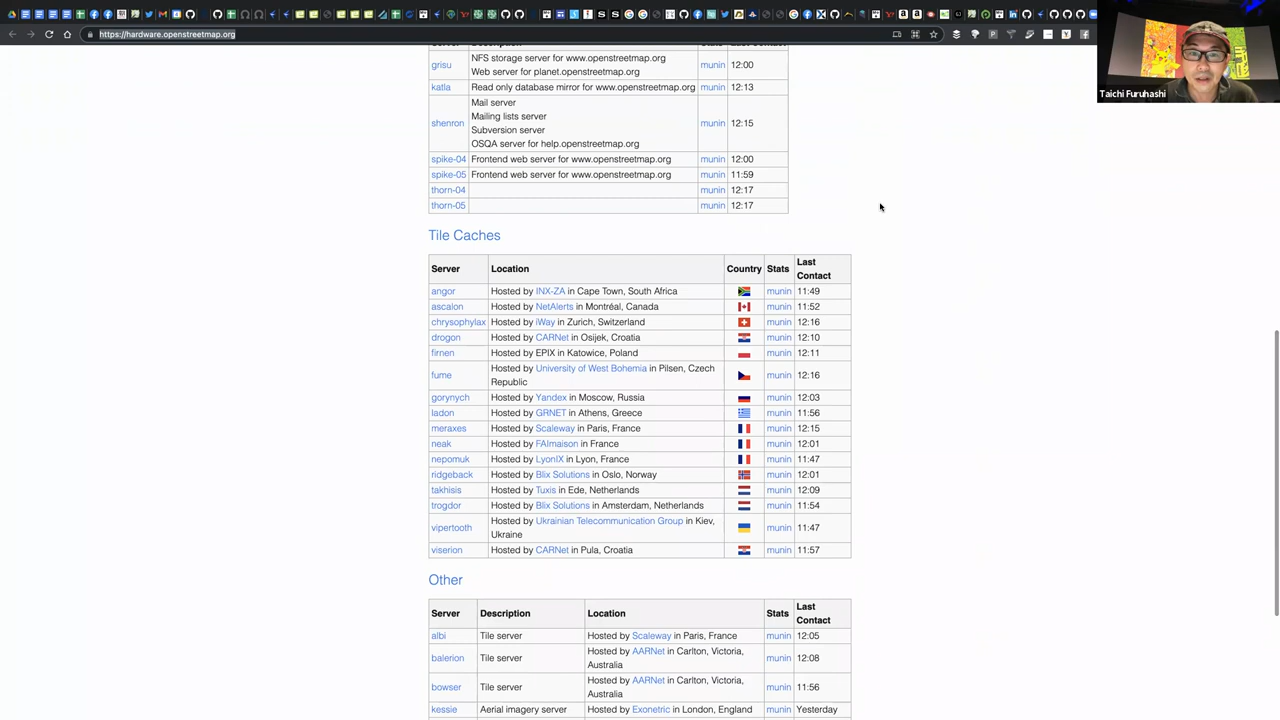 https://hardware.openstreetmap.org
Taichi Furuhashi
grisu NFS storage server for www.openstreetmap.org munin 12:00
Web server for planet.openstreetmap.org
katla Read only database mirror for www.openstreetmap.org munin 12:13
shenron Mail server munin 12:15
Mailing lists server
Subversion server
OSQA server for help.openstreetmap.org
spike-04 Frontend web server for www.openstreetmap.org munin 12:00
spike-05 Frontend web server for www.openstreetmap.org munin 11:59
thorn-04 munin 12:17
thorn-05 munin 12:17
Tile Caches
Server Location Country Stats Last Contact
angor Hosted by INX-ZA in Cape Town, South Africa munin 11:49
ascalon Hosted by NetAlerts in Montréal, Canada munin 11:52
chrysophylax Hosted by iWay in Zurich, Switzerland munin 12:16
drogon Hosted by CARNet in Osijek, Croatia munin 12:10
firnen Hosted by EPIX in Katowice, Poland munin 12:11
fume Hosted by University of West Bohemia in Pilsen, Czech Republic munin 12:16
gorynych Hosted by Yandex in Moscow, Russia munin 12:03
ladon Hosted by GRNET in Athens, Greece munin 11:56
meraxes Hosted by Scaleway in Paris, France munin 12:15
neak Hosted by FAImaison in France munin 12:01
nepomuk Hosted by LyonIX in Lyon, France munin 11:47
ridgeback Hosted by Blix Solutions in Oslo, Norway munin 12:01
takhisis Hosted by Tuxis in Ede, Netherlands munin 12:09
trogdor Hosted by Blix Solutions in Amsterdam, Netherlands munin 11:54
vipertooth Hosted by Ukrainian Telecommunication Group in Kiev, Ukraine munin 11:47
viserion Hosted by CARNet in Pula, Croatia munin 11:57
Other
Server Description Location Stats Last Contact
albi Tile server Hosted by Scaleway in Paris, France munin 12:05
balerion Tile server Hosted by AARNet in Carlton, Victoria, Australia munin 12:08
bowser Tile server Hosted by AARNet in Carlton, Victoria, Australia munin 11:56
kessie Aerial imagery server Hosted by Exonetric in London, England munin Yesterday